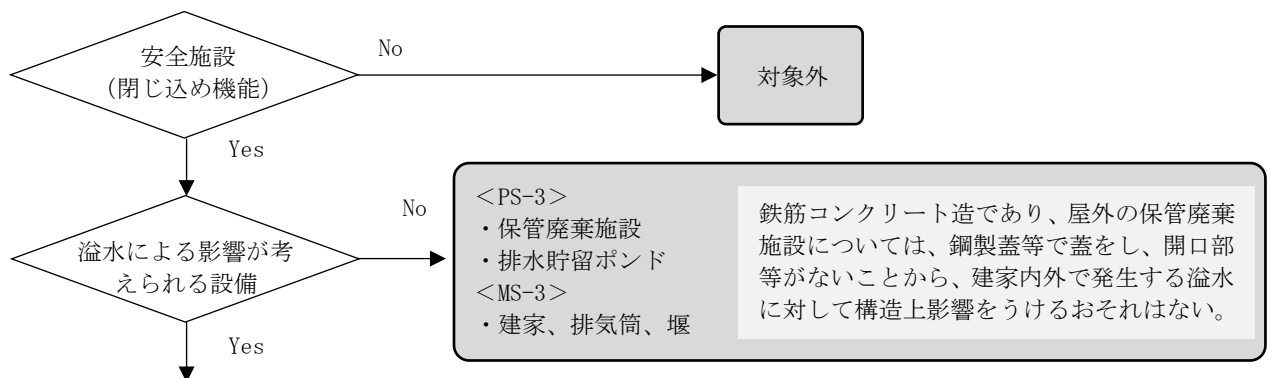 安全施設
(閉じ込め機能)
No
対象外
Yes
溢水による影響が考
えられる設備
No
＜PS-3＞
・保管廃棄施設
・排水貯留ポンド
＜MS-3＞
・建家、排気筒、堰
鉄筋コンクリート造であり、屋外の保管廃棄
施設については、鋼製蓋等で蓋をし、開口部
等がないことから、建家内外で発生する溢水
に対して構造上影響をうけるおそれはない。
Yes